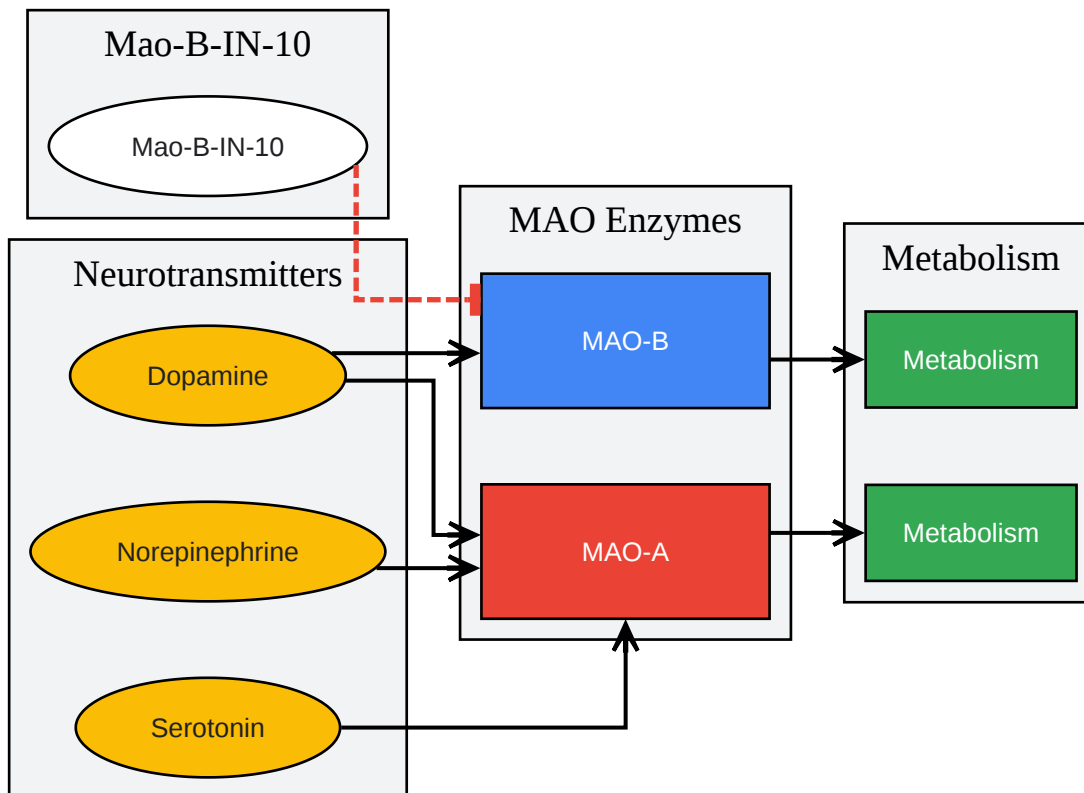 Mao-B-IN-10
Mao-B-IN-10
Neurotransmitters
Dopamine
Norepinephrine
Serotonin
MAO Enzymes
MAO-B
MAO-A
Metabolism
Metabolism
Metabolism